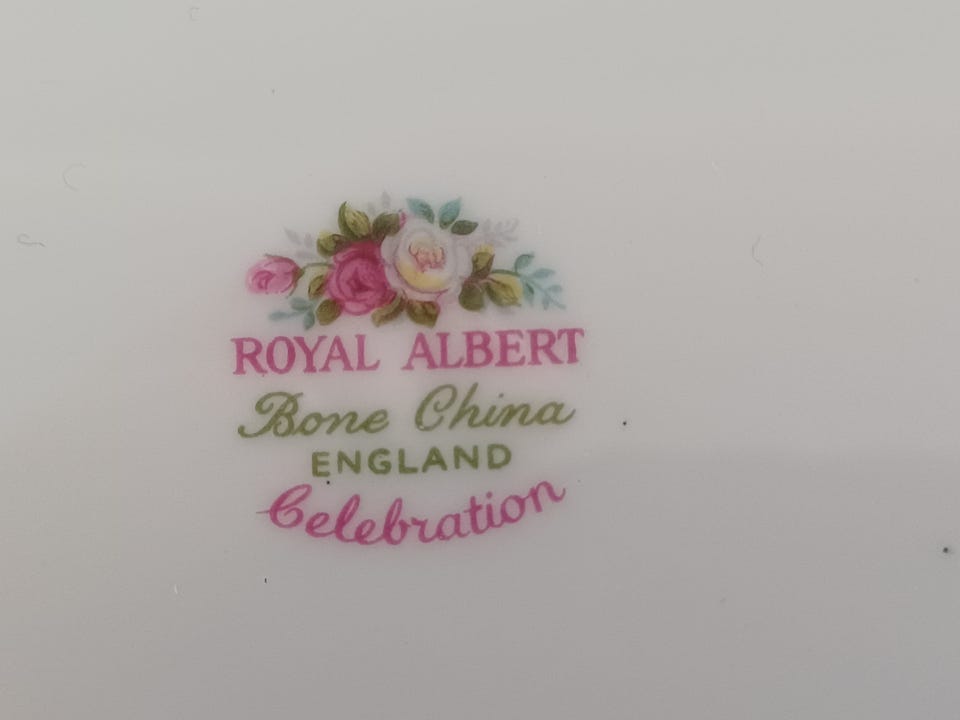 ROYAL ALBERT
Bone China
ENGLAND
Celebration